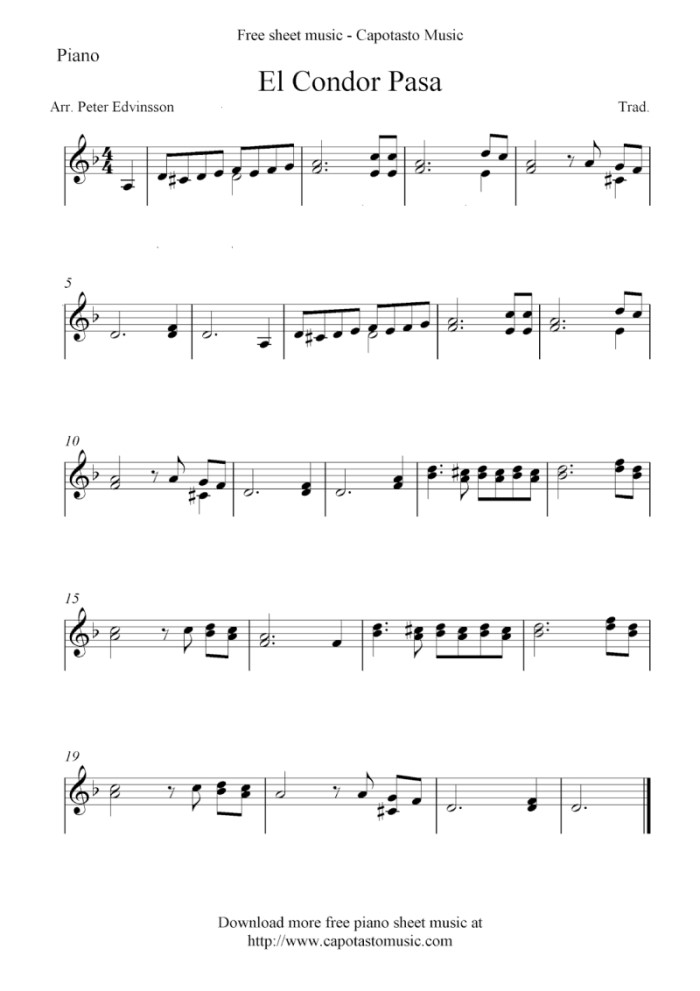 Free sheet music - Capotasto Music
Piano
El Condor Pasa
Arr. Peter Edvinsson
Trad.
4
4
5
10
15
19
Download more free piano sheet music at
http://www.capotastomusic.com